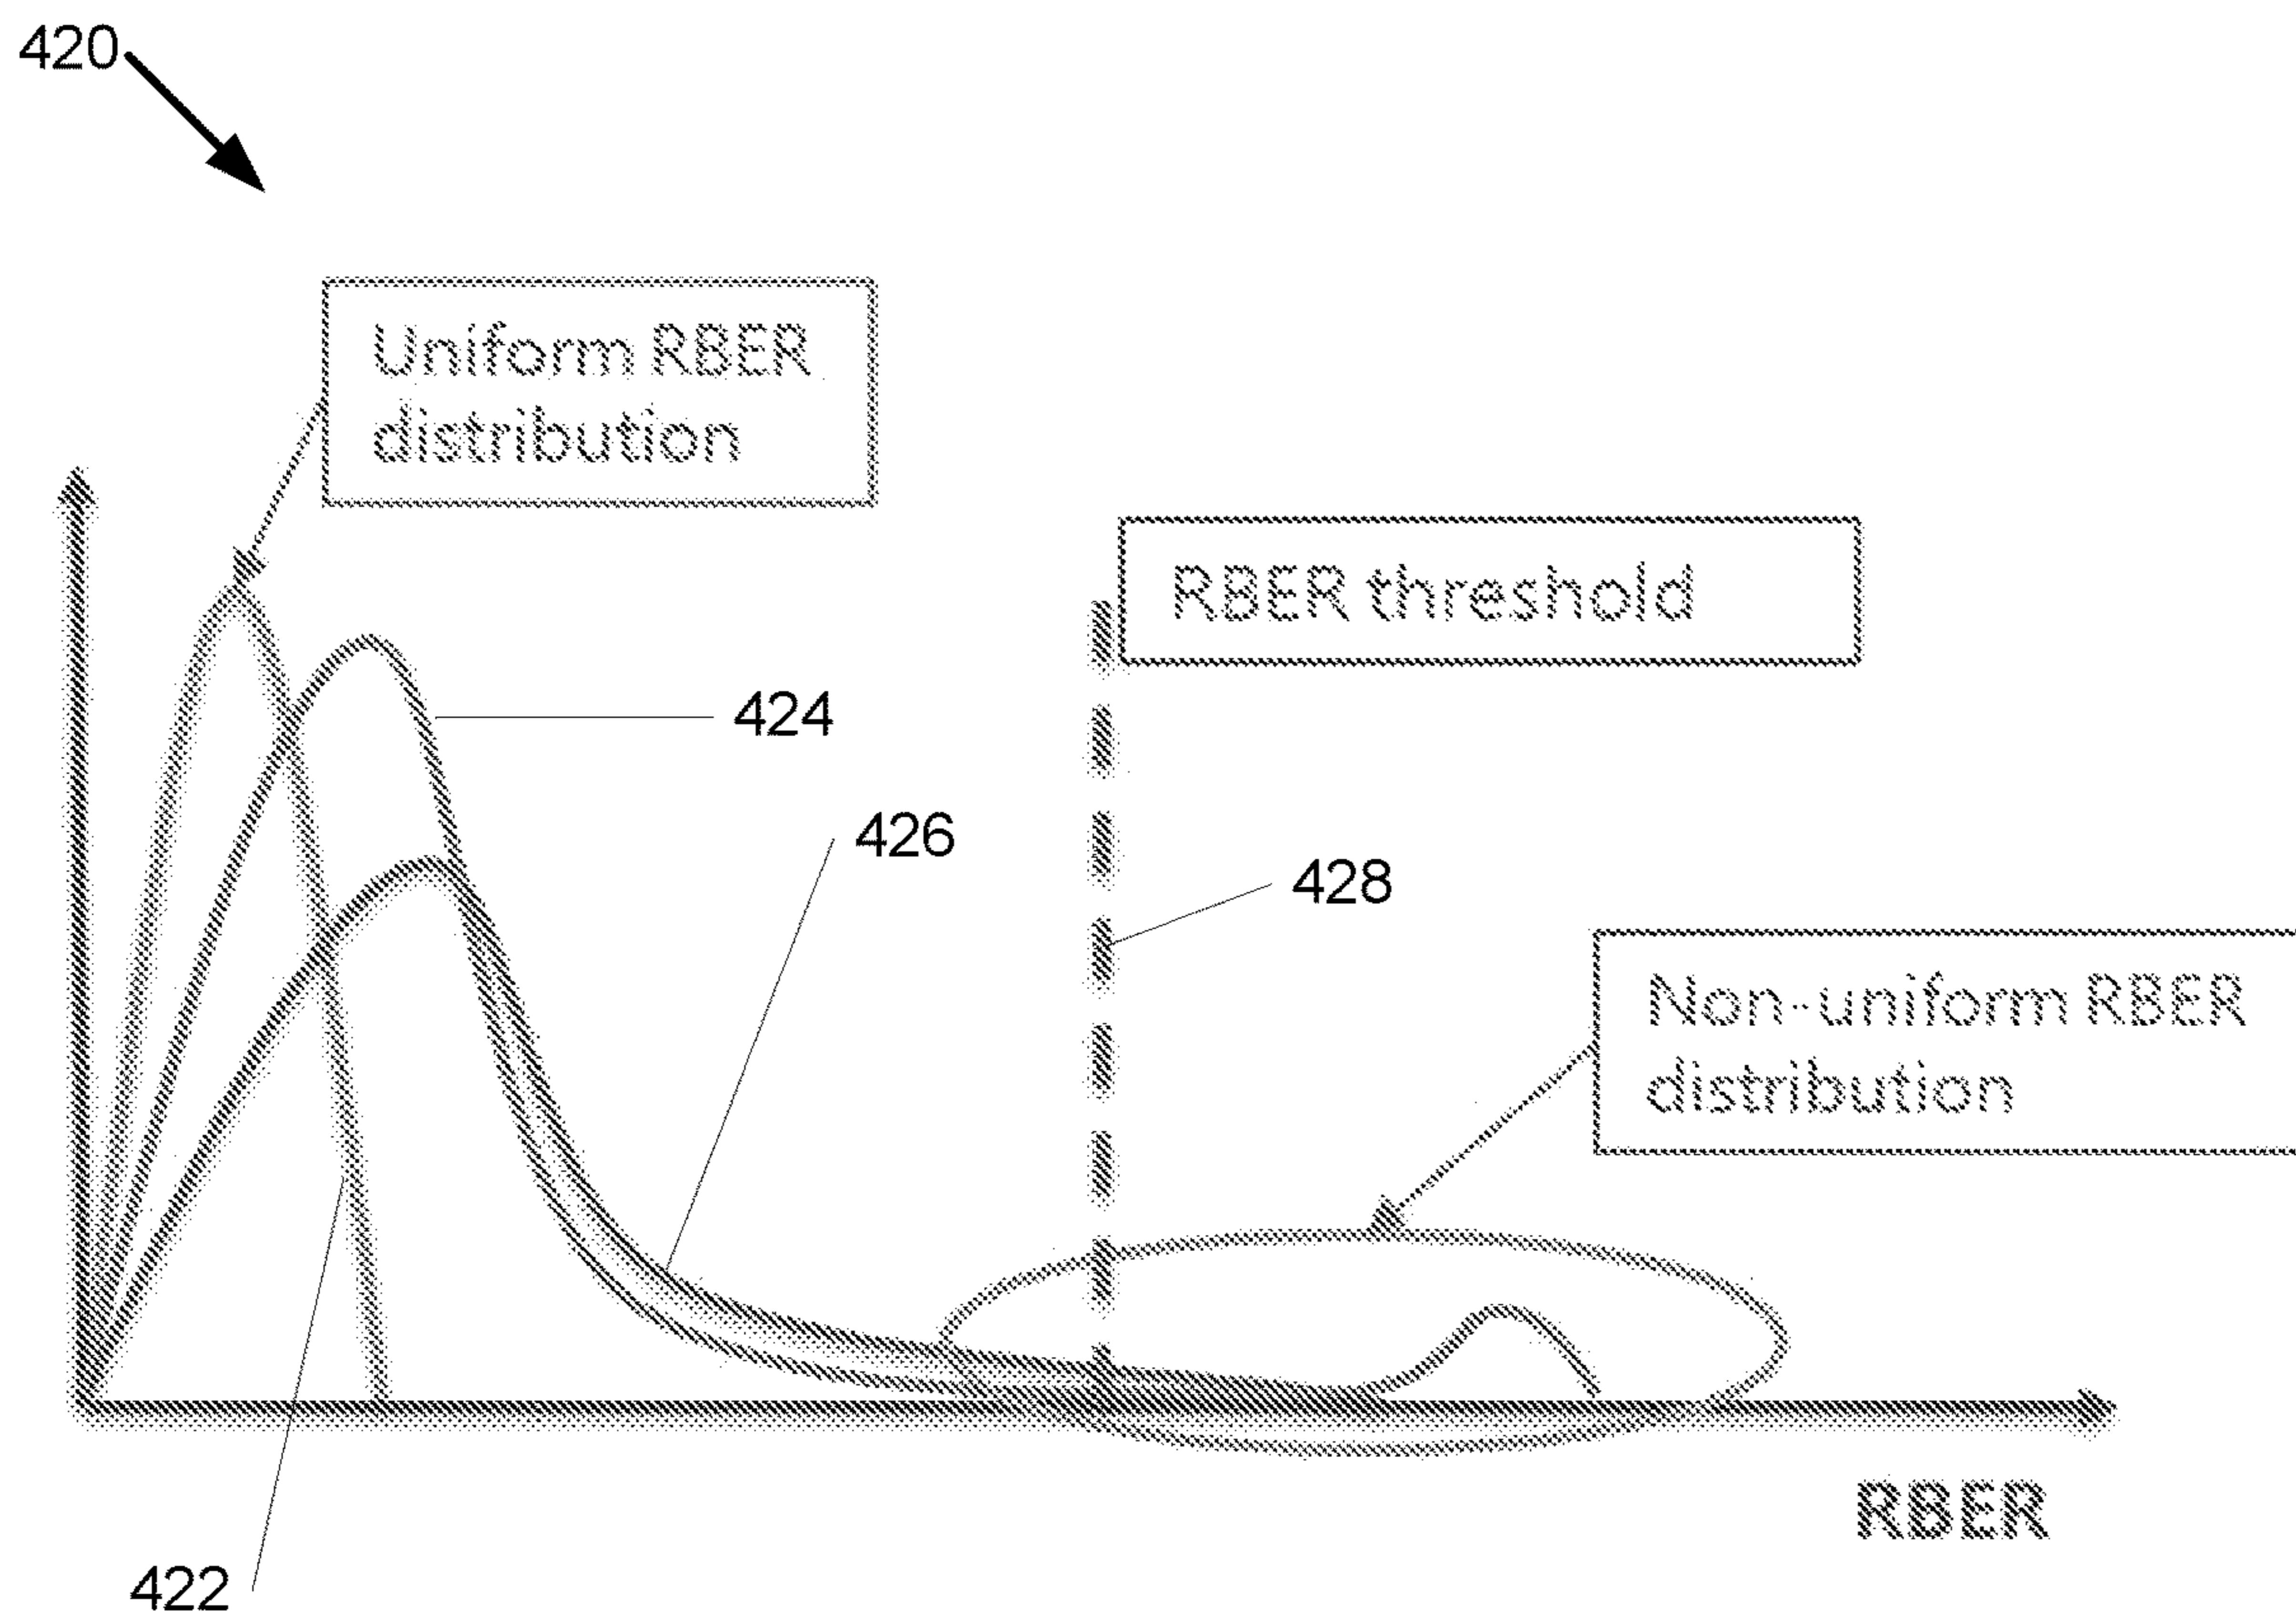 420
Uniform RBER
distribution
RBER threshold
424
426
428
Non-uniform RBER
distribution
RBER
422